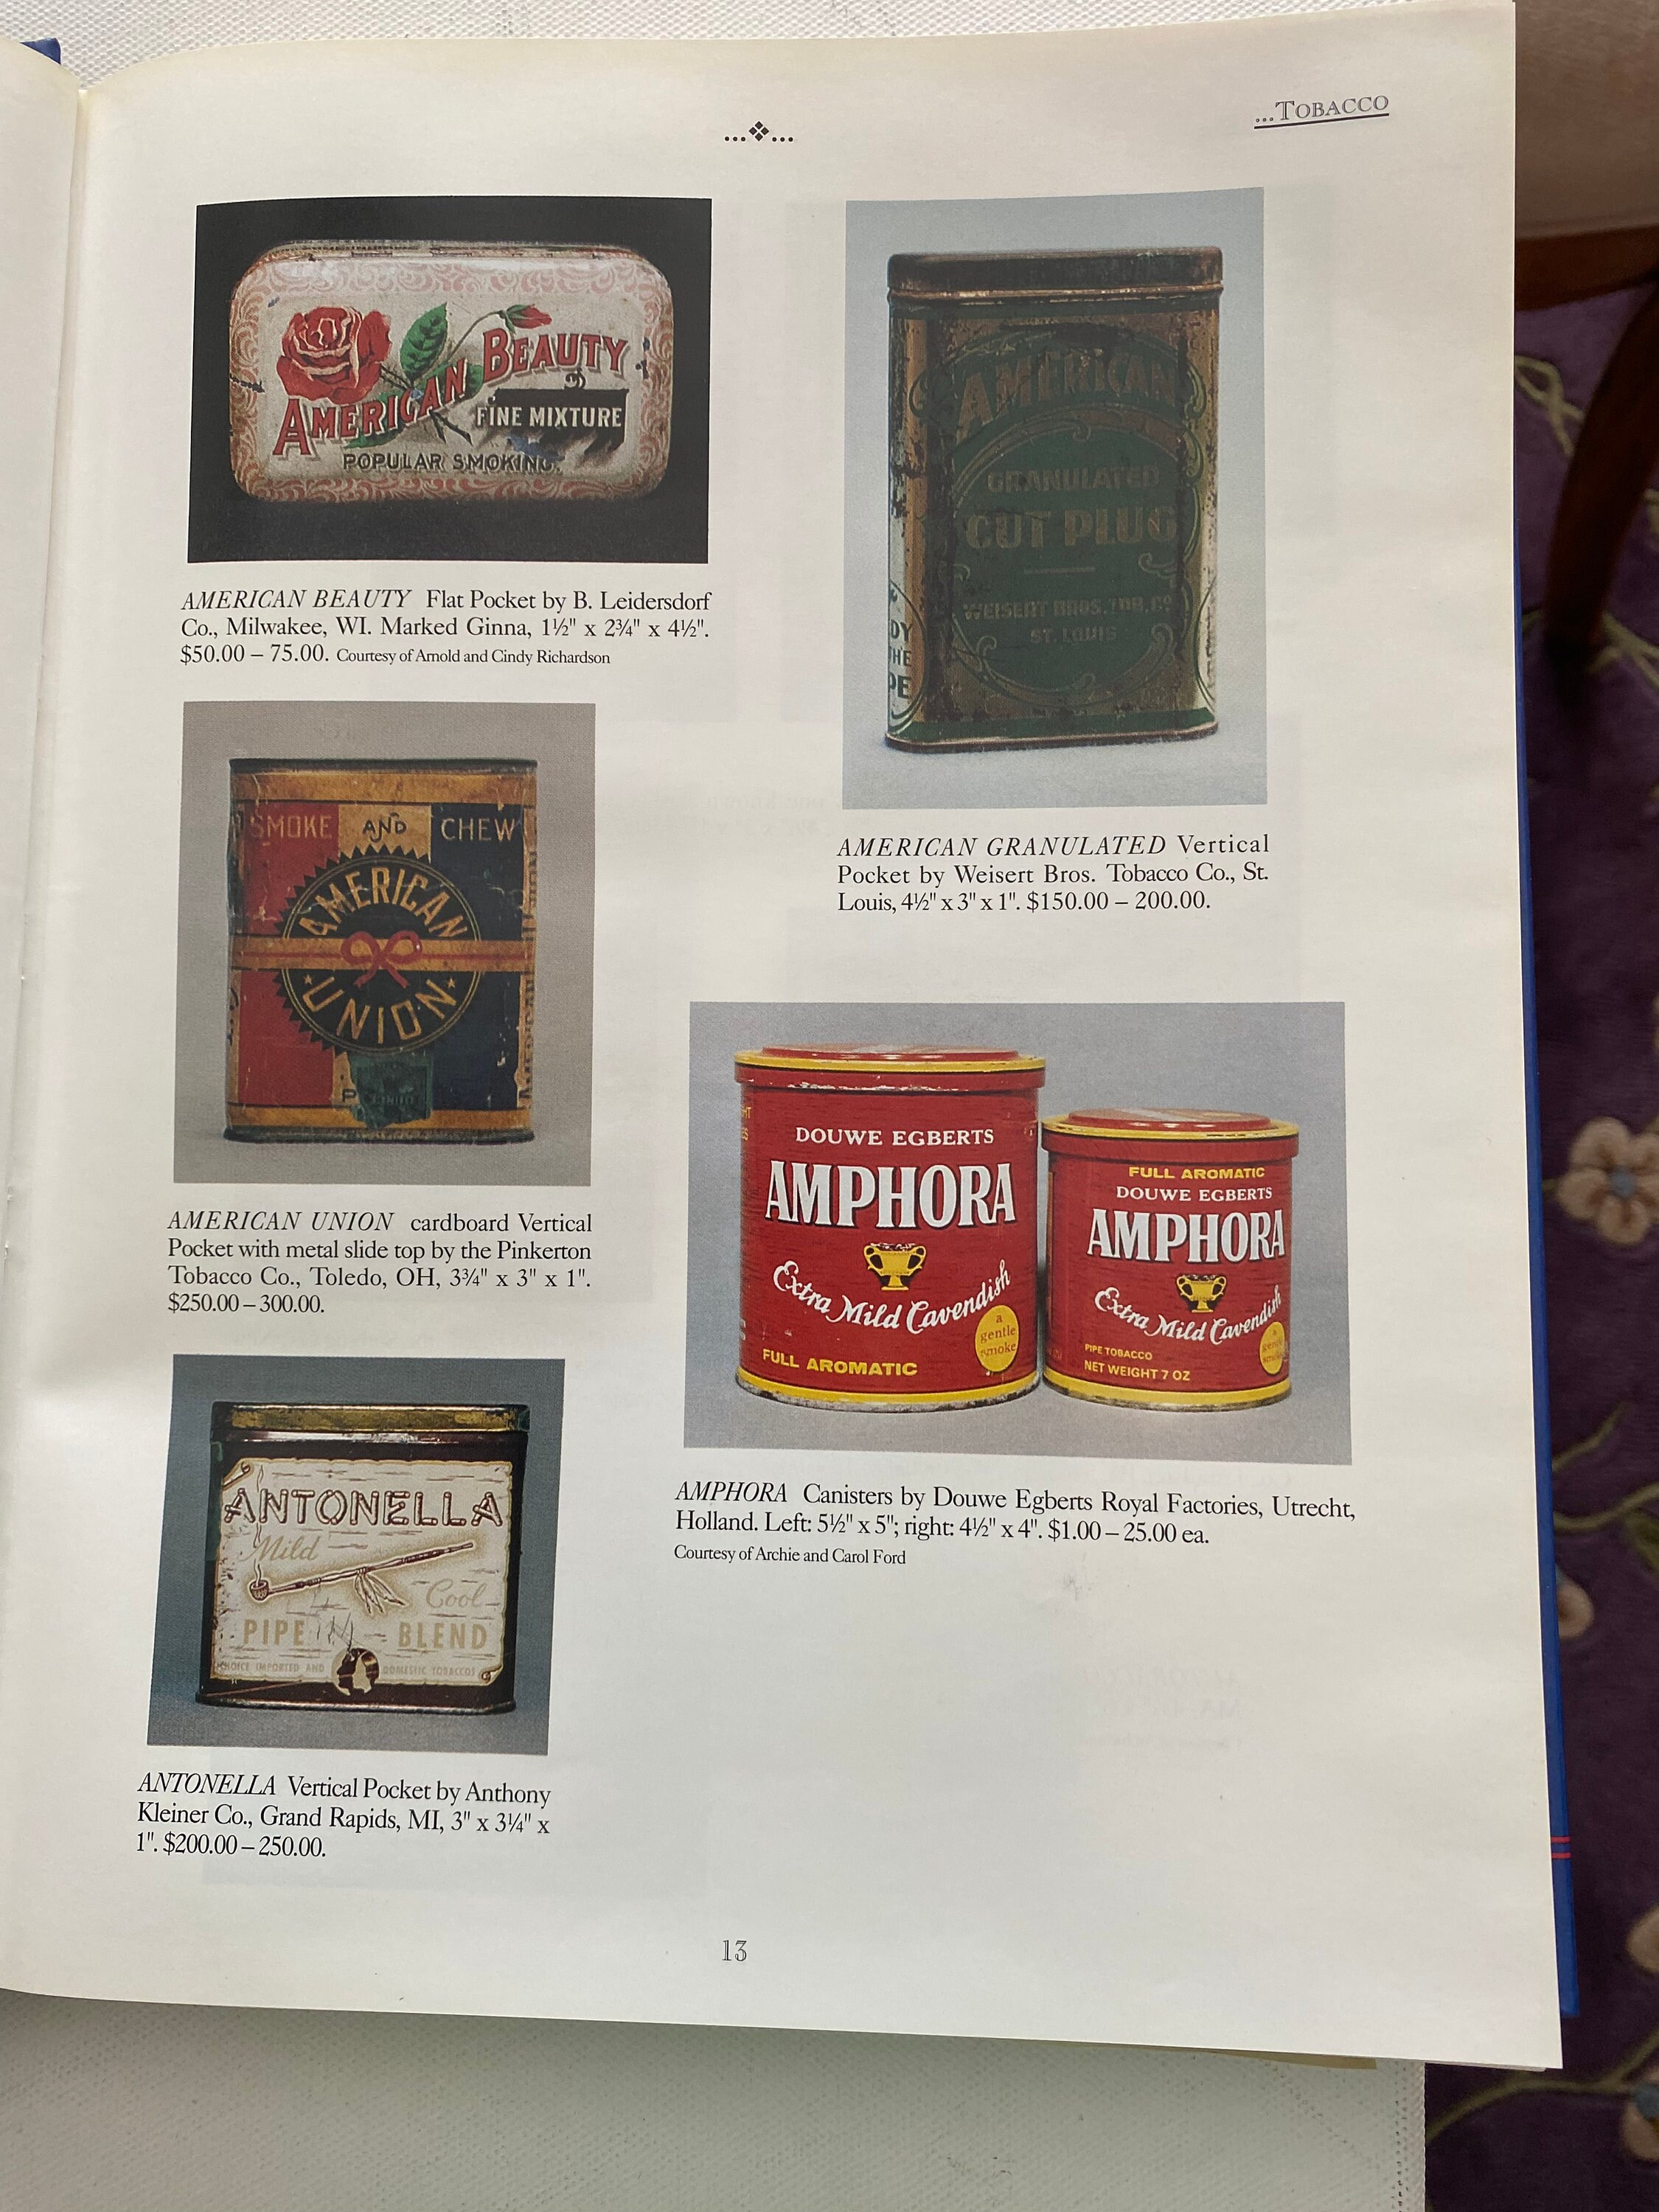 ...TOBACCO
AMERICAN BEAUTY
FINE MIXTURE
POPULAR SMOKING.
AMERICAN BEAUTY Flat Pocket by B. Leidersdorf
Co., Milwakee, WI. Marked Ginna, 1½" x 2¾" x 4½".
$50.00 – 75.00. Courtesy of Arnold and Cindy Richardson
SMOKE AND CHEW
AMERICAN
UNION
AMERICAN UNION cardboard Vertical
Pocket with metal slide top by the Pinkerton
Tobacco Co., Toledo, OH, 3¾" x 3" x 1".
$250.00 – 300.00.
ANTONELLA
Mild
Cool
PIPE BLEND
CHOICE IMPORTED AND DOMESTIC TOBACCOS
ANTONELLA Vertical Pocket by Anthony
Kleiner Co., Grand Rapids, MI, 3" x 3¼" x
1". $200.00 – 250.00.
AMERICAN
GRANULATED
CUT PLUG
WEISERT BROS. TOB. CO
ST. LOUIS
AMERICAN GRANULATED Vertical
Pocket by Weisert Bros. Tobacco Co., St.
Louis, 4½" x 3" x 1". $150.00 – 200.00.
DOUWE EGBERTS
AMPHORA
Extra Mild Cavendish
a
gentle
smoke
FULL AROMATIC
FULL AROMATIC
DOUWE EGBERTS
AMPHORA
Extra Mild Cavendish
a
gentle
smoke
PIPE TOBACCO
NET WEIGHT 7 OZ
AMPHORA Canisters by Douwe Egberts Royal Factories, Utrecht,
Holland. Left: 5½" x 5"; right: 4½" x 4". $1.00 – 25.00 ea.
Courtesy of Archie and Carol Ford
13